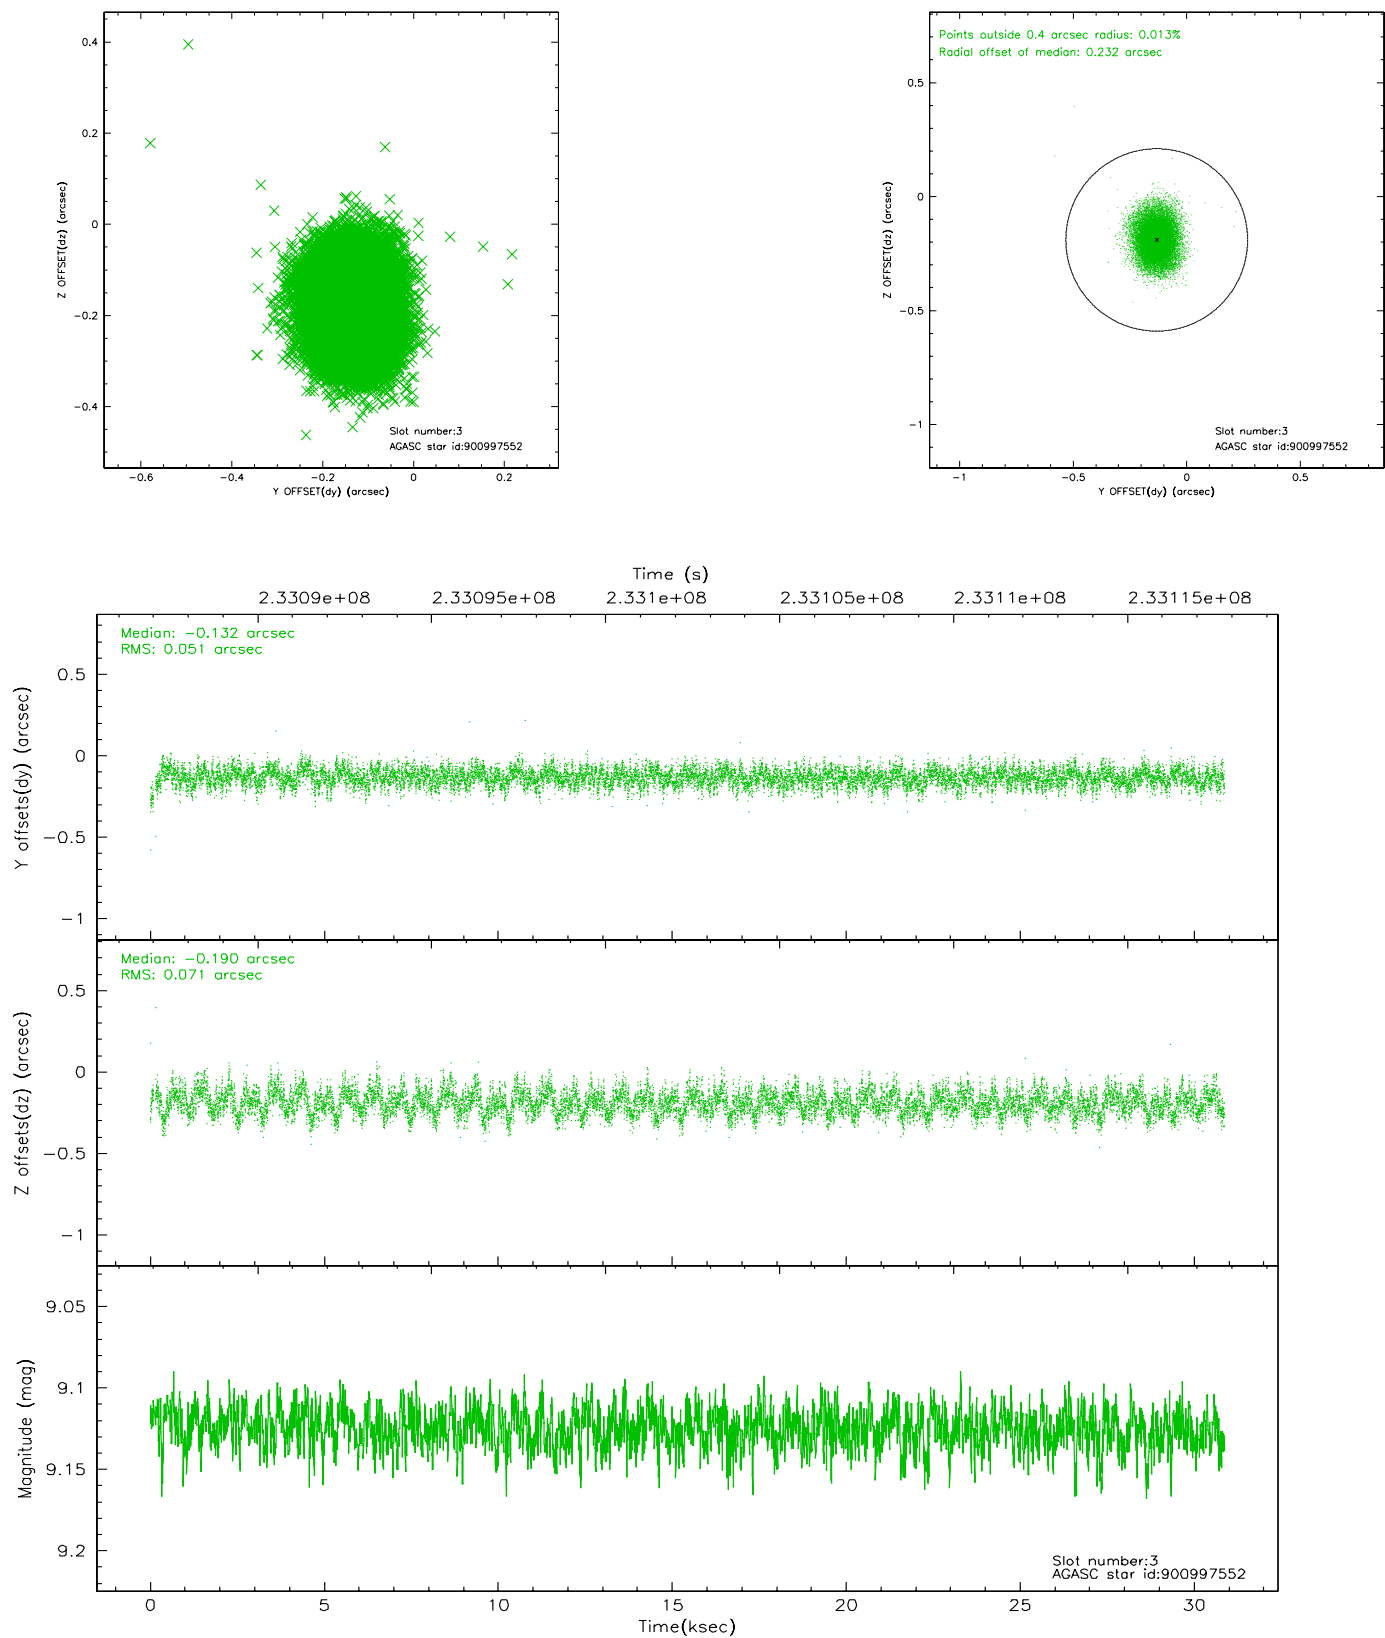 0.4
0.2
0
−0.2
−0.4
Z OFFSET(dz) (arcsec)
Slot number:3
AGASC star id:900997552
−0.6 −0.4 −0.2 0 0.2
Y OFFSET(dy) (arcsec)
Points outside 0.4 arcsec radius: 0.013%
Radial offset of median: 0.232 arcsec
0.5
0
−0.5
−1
Z OFFSET(dz) (arcsec)
Slot number:3
AGASC star id:900997552
−1 −0.5 0 0.5
Y OFFSET(dy) (arcsec)
Time (s)
2.3309e+08 2.33095e+08 2.331e+08 2.33105e+08 2.3311e+08 2.33115e+08
Median: −0.132 arcsec
RMS: 0.051 arcsec
0.5
0
−0.5
−1
Y offsets(dy) (arcsec)
Median: −0.190 arcsec
RMS: 0.071 arcsec
0.5
0
−0.5
−1
Z offsets(dz) (arcsec)
9.05
9.1
9.15
9.2
Magnitude (mag)
Slot number:3
AGASC star id:900997552
0 5 10 15 20 25 30
Time(ksec)